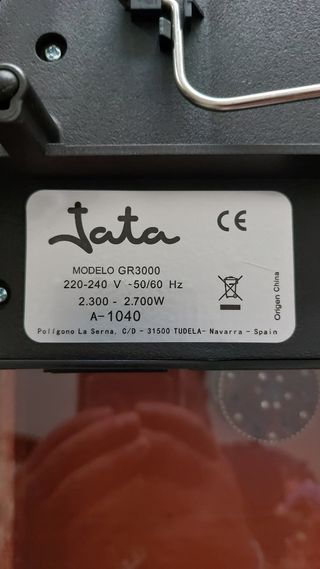 Jata
CE
MODELO GR3000
220-240 V ~50/60 Hz
2.300 - 2.700W
A-1040
Polígono La Serna, C/D - 31500 TUDELA- Navarra - Spain
Origen China